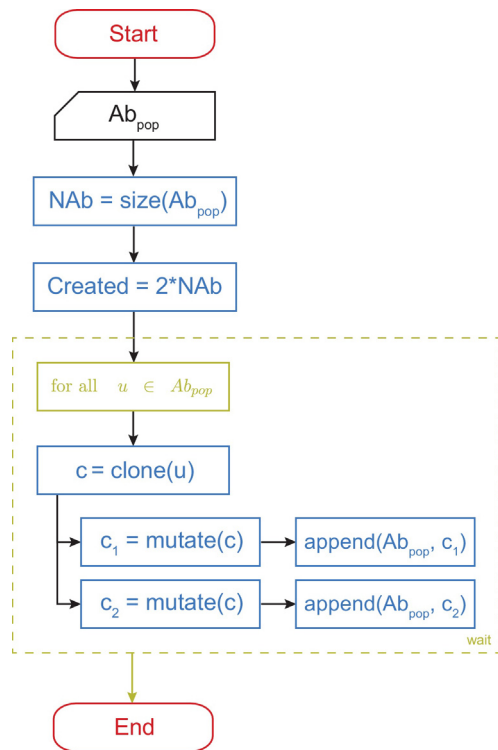 Start
Ab_pop
NAb = size(Ab_pop)
Created = 2*NAb
for all u ∈ Ab_pop
c = clone(u)
c_1 = mutate(c)
append(Ab_pop, c_1)
c_2 = mutate(c)
append(Ab_pop, c_2)
wait
End